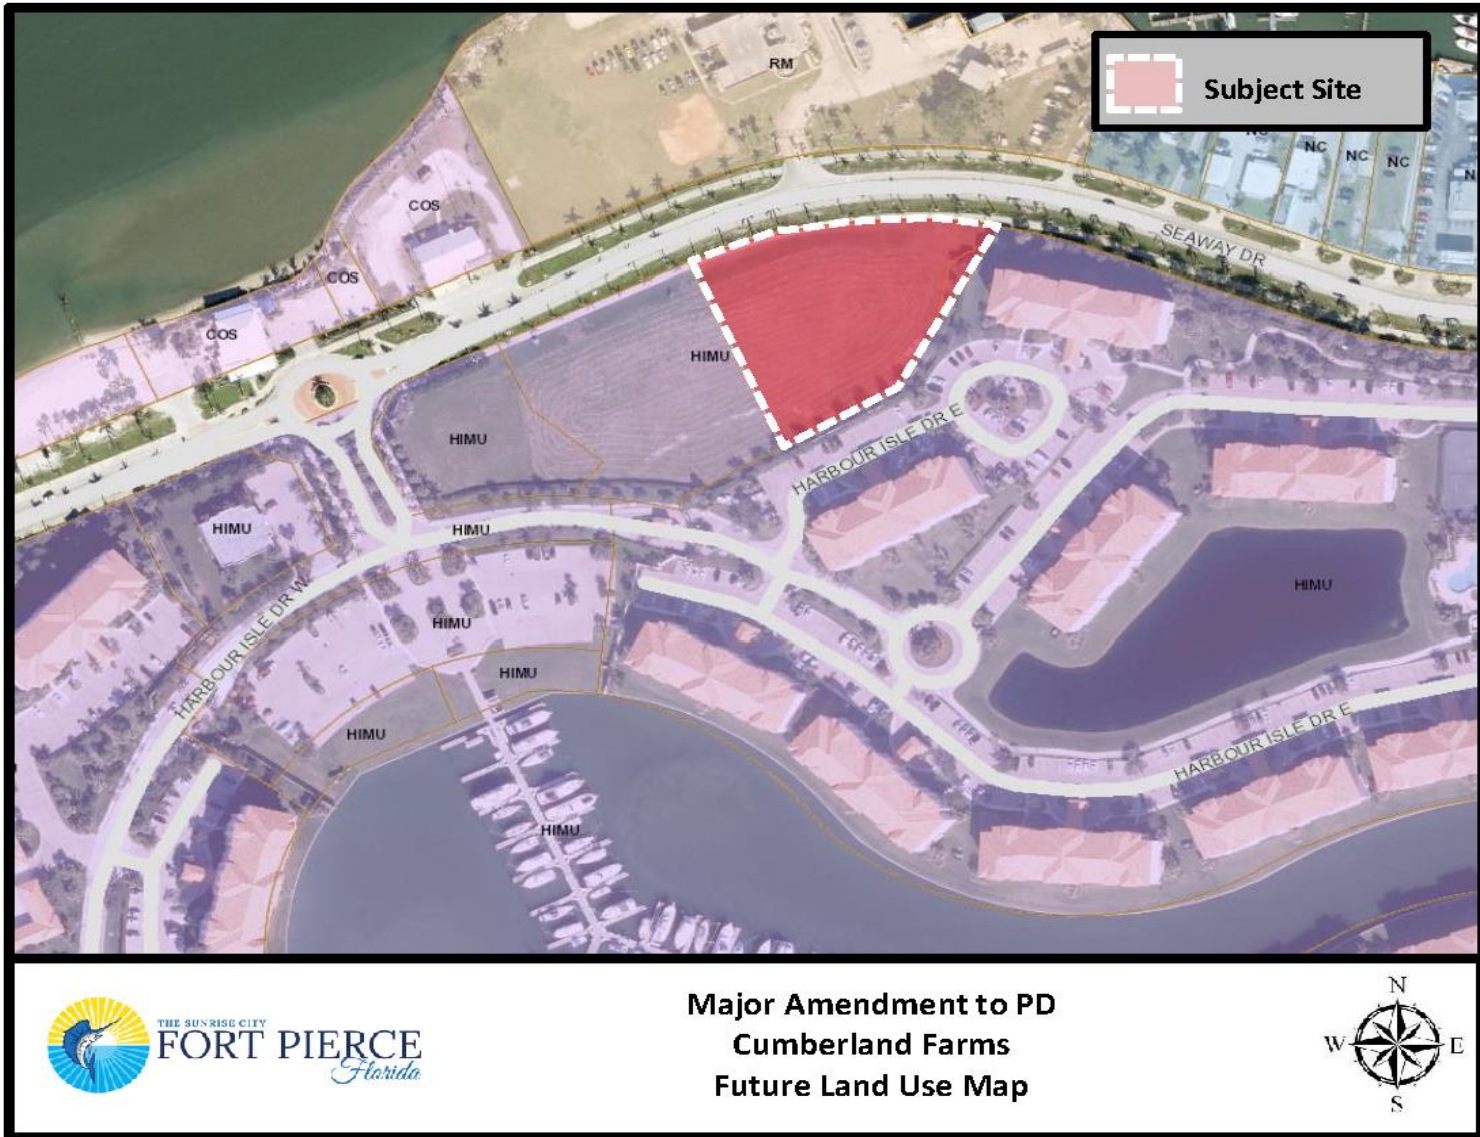 RM
Subject Site
NC
NC
NC
NC
N
COS
COS
COS
SEAWAY DR
HIMU
HIMU
HARBOUR ISLE DR E
HIMU
HIMU
HARBOUR ISLE DR W
HIMU
HIMU
HIMU
HIMU
HARBOUR ISLE DR E
HIMU
THE SUNRISE CITY
FORT PIERCE
Florida
Major Amendment to PD
Cumberland Farms
Future Land Use Map
N
W
E
S